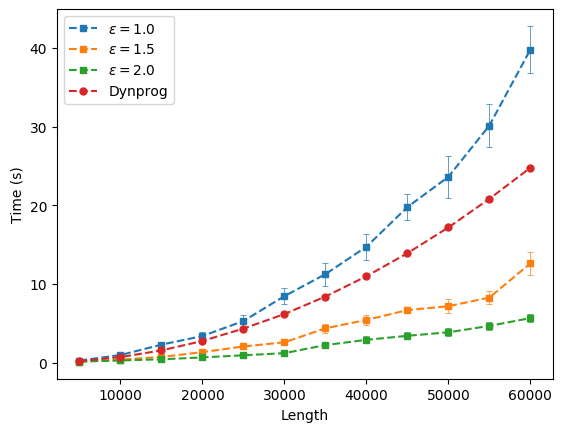 ε = 1.0
ε = 1.5
ε = 2.0
Dynprog
40
30
20
10
0
Time (s)
10000 20000 30000 40000 50000 60000
Length